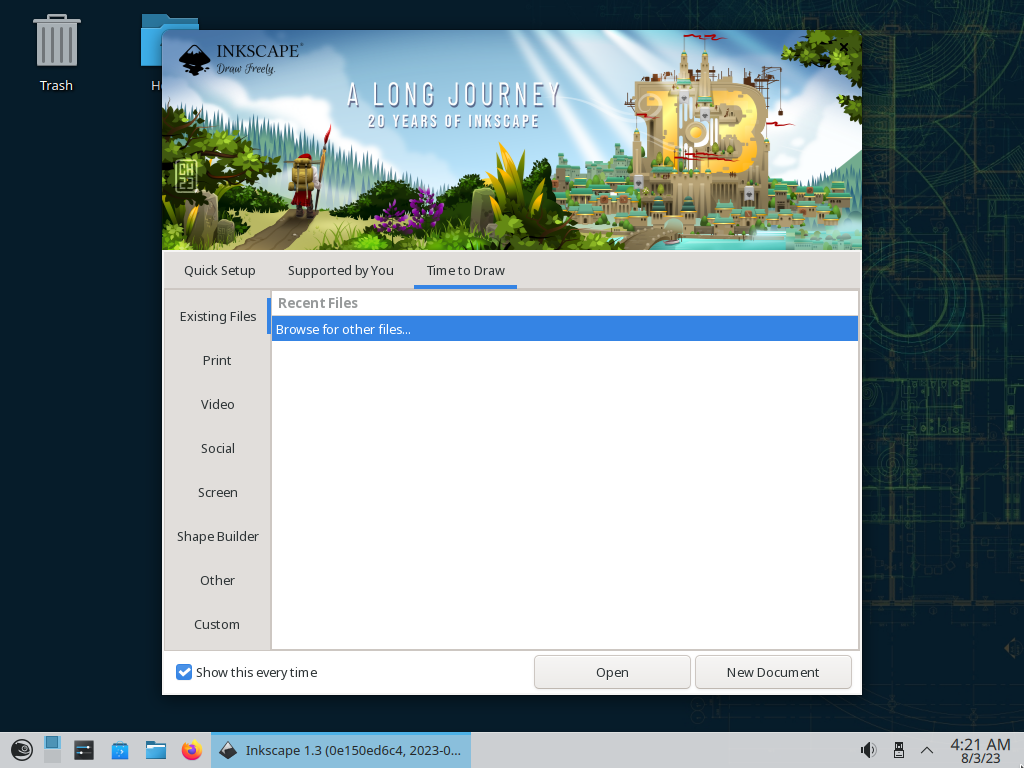 Trash
INKSCAPE
Draw Freely.
A LONG JOURNEY
20 YEARS OF INKSCAPE
CH
23
Quick Setup
Supported by You
Time to Draw
Existing Files
Print
Video
Social
Screen
Shape Builder
Other
Custom
Recent Files
Browse for other files...
Show this every time
Open
New Document
Inkscape 1.3 (0e150ed6c4, 2023-0...
4:21 AM
8/3/23